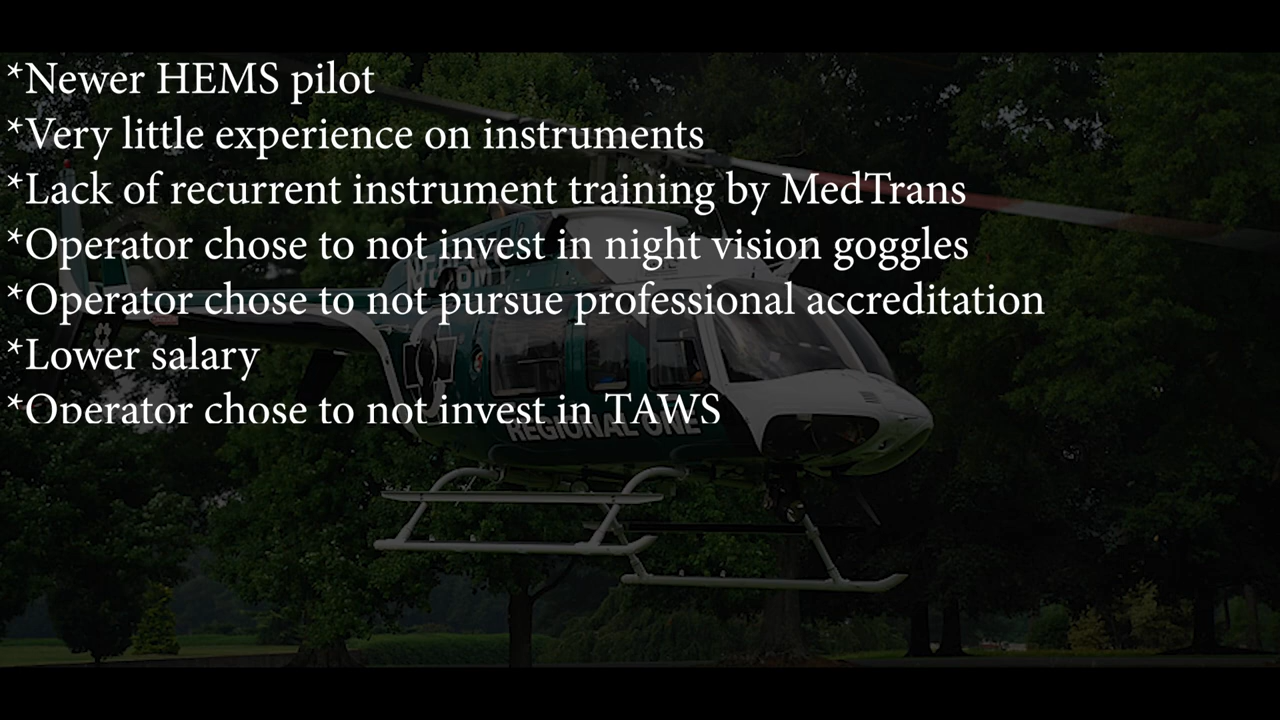 *Newer HEMS pilot
*Very little experience on instruments
*Lack of recurrent instrument training by MedTrans
*Operator chose to not invest in night vision goggles
*Operator chose to not pursue professional accreditation
*Lower salary
*Operator chose to not invest in TAWS
REGIONAL ONE